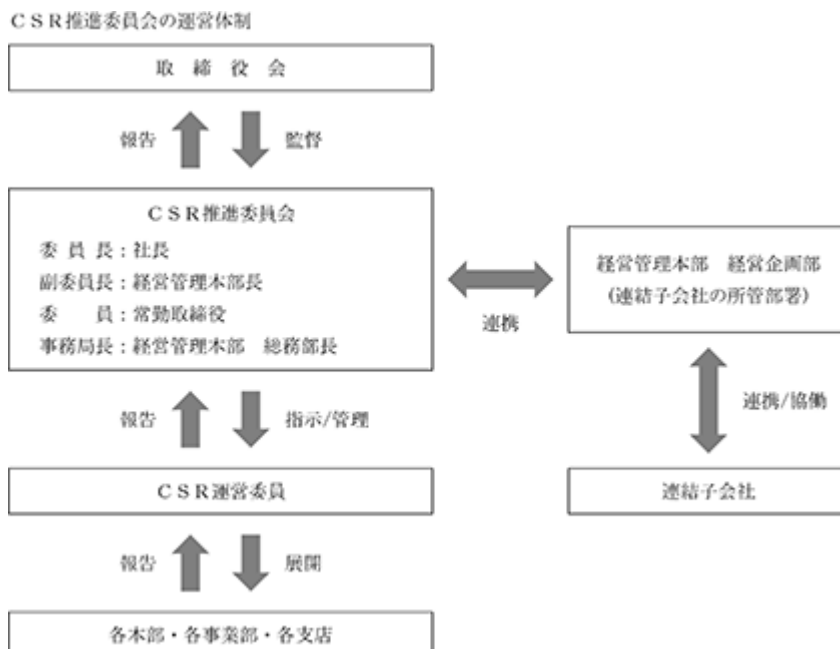 CSR推進委員会の運営体制
取締役会
報告
監督
CSR推進委員会
委員長：社長
副委員長：経営管理本部長
委　　員：常勤取締役
事務局長：経営管理本部　総務部長
連携
経営管理本部　経営企画部
(連結子会社の所管部署)
報告
指示/管理
連携/協働
CSR運営委員
連結子会社
報告
展開
各本部・各事業部・各支店